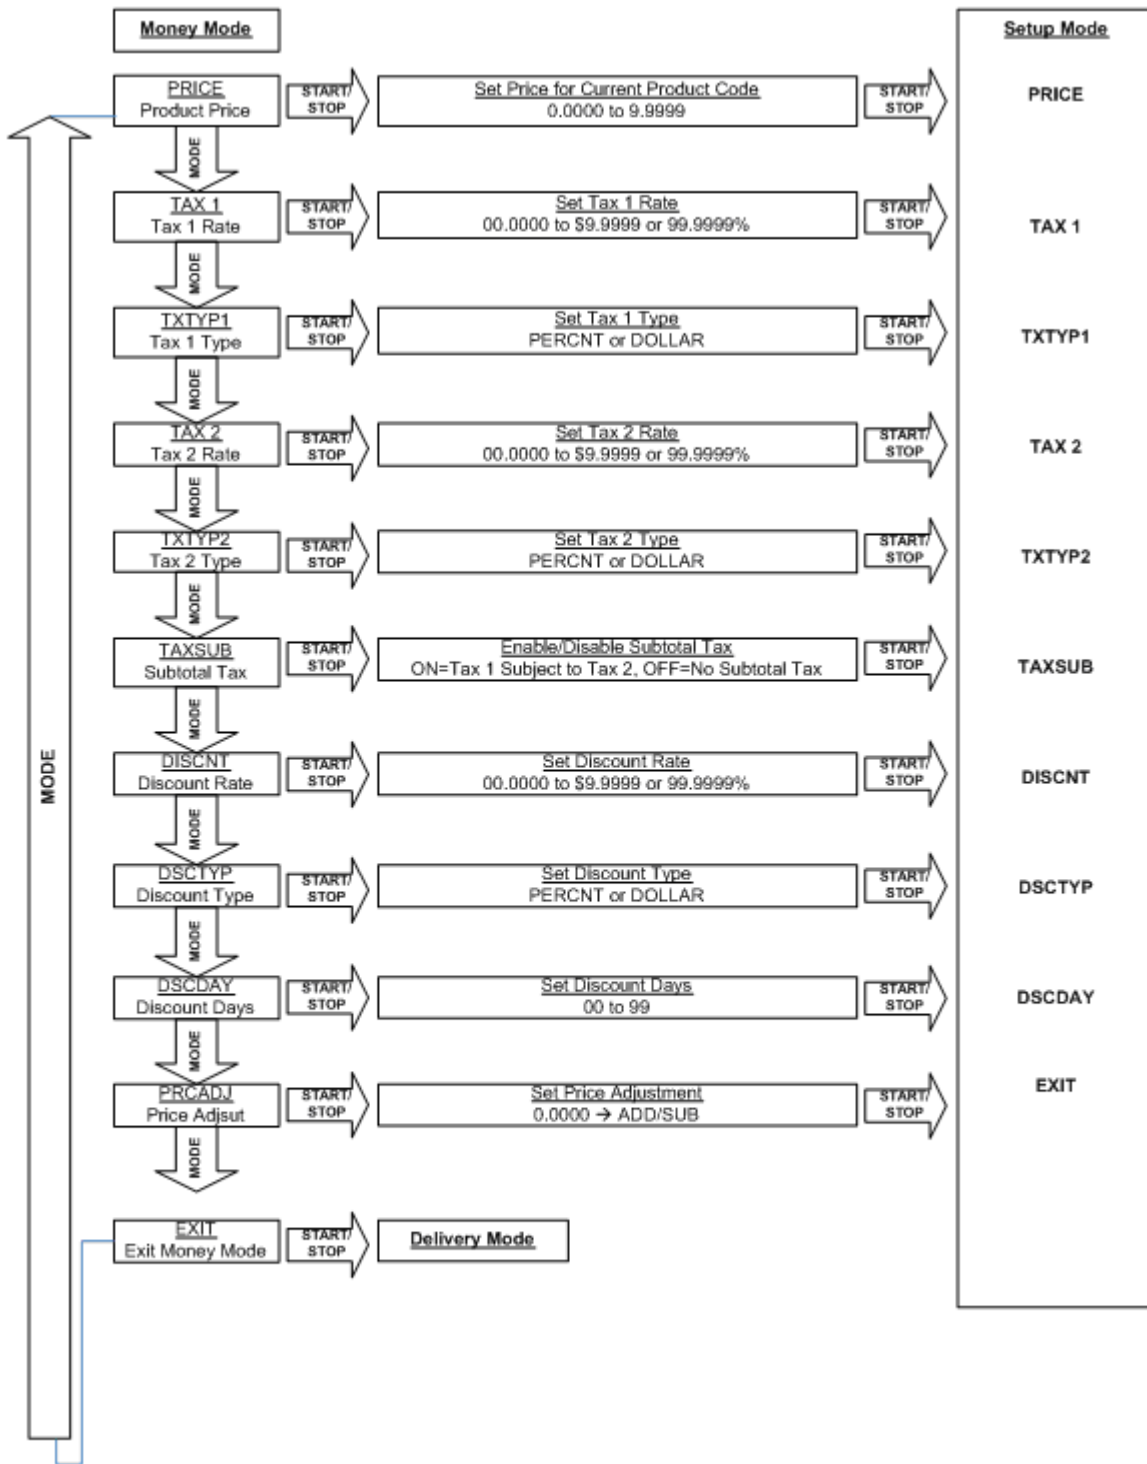 Money Mode
Setup Mode
PRICE
Product Price
START/
STOP
Set Price for Current Product Code
0.0000 to 9.9999
START/
STOP
PRICE
MODE
TAX 1
Tax 1 Rate
START/
STOP
Set Tax 1 Rate
00.0000 to $9.9999 or 99.9999%
START/
STOP
TAX 1
MODE
TXTYP1
Tax 1 Type
START/
STOP
Set Tax 1 Type
PERCNT or DOLLAR
START/
STOP
TXTYP1
MODE
TAX 2
Tax 2 Rate
START/
STOP
Set Tax 2 Rate
00.0000 to $9.9999 or 99.9999%
START/
STOP
TAX 2
MODE
TXTYP2
Tax 2 Type
START/
STOP
Set Tax 2 Type
PERCNT or DOLLAR
START/
STOP
TXTYP2
MODE
TAXSUB
Subtotal Tax
START/
STOP
Enable/Disable Subtotal Tax
ON=Tax 1 Subject to Tax 2, OFF=No Subtotal Tax
START/
STOP
TAXSUB
MODE
MODE
DISCNT
Discount Rate
START/
STOP
Set Discount Rate
00.0000 to $9.9999 or 99.9999%
START/
STOP
DISCNT
MODE
DSCTYP
Discount Type
START/
STOP
Set Discount Type
PERCNT or DOLLAR
START/
STOP
DSCTYP
MODE
DSCDAY
Discount Days
START/
STOP
Set Discount Days
00 to 99
START/
STOP
DSCDAY
MODE
PRCADJ
Price Adjsut
START/
STOP
Set Price Adjustment
0.0000 → ADD/SUB
START/
STOP
EXIT
MODE
EXIT
Exit Money Mode
START/
STOP
Delivery Mode